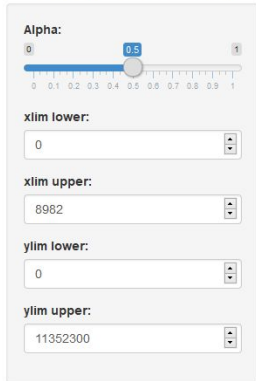 Alpha:
0 0.5 1
0 0.1 0.2 0.3 0.4 0.5 0.6 0.7 0.8 0.9 1
xlim lower:
0
xlim upper:
8982
ylim lower:
0
ylim upper:
11352300